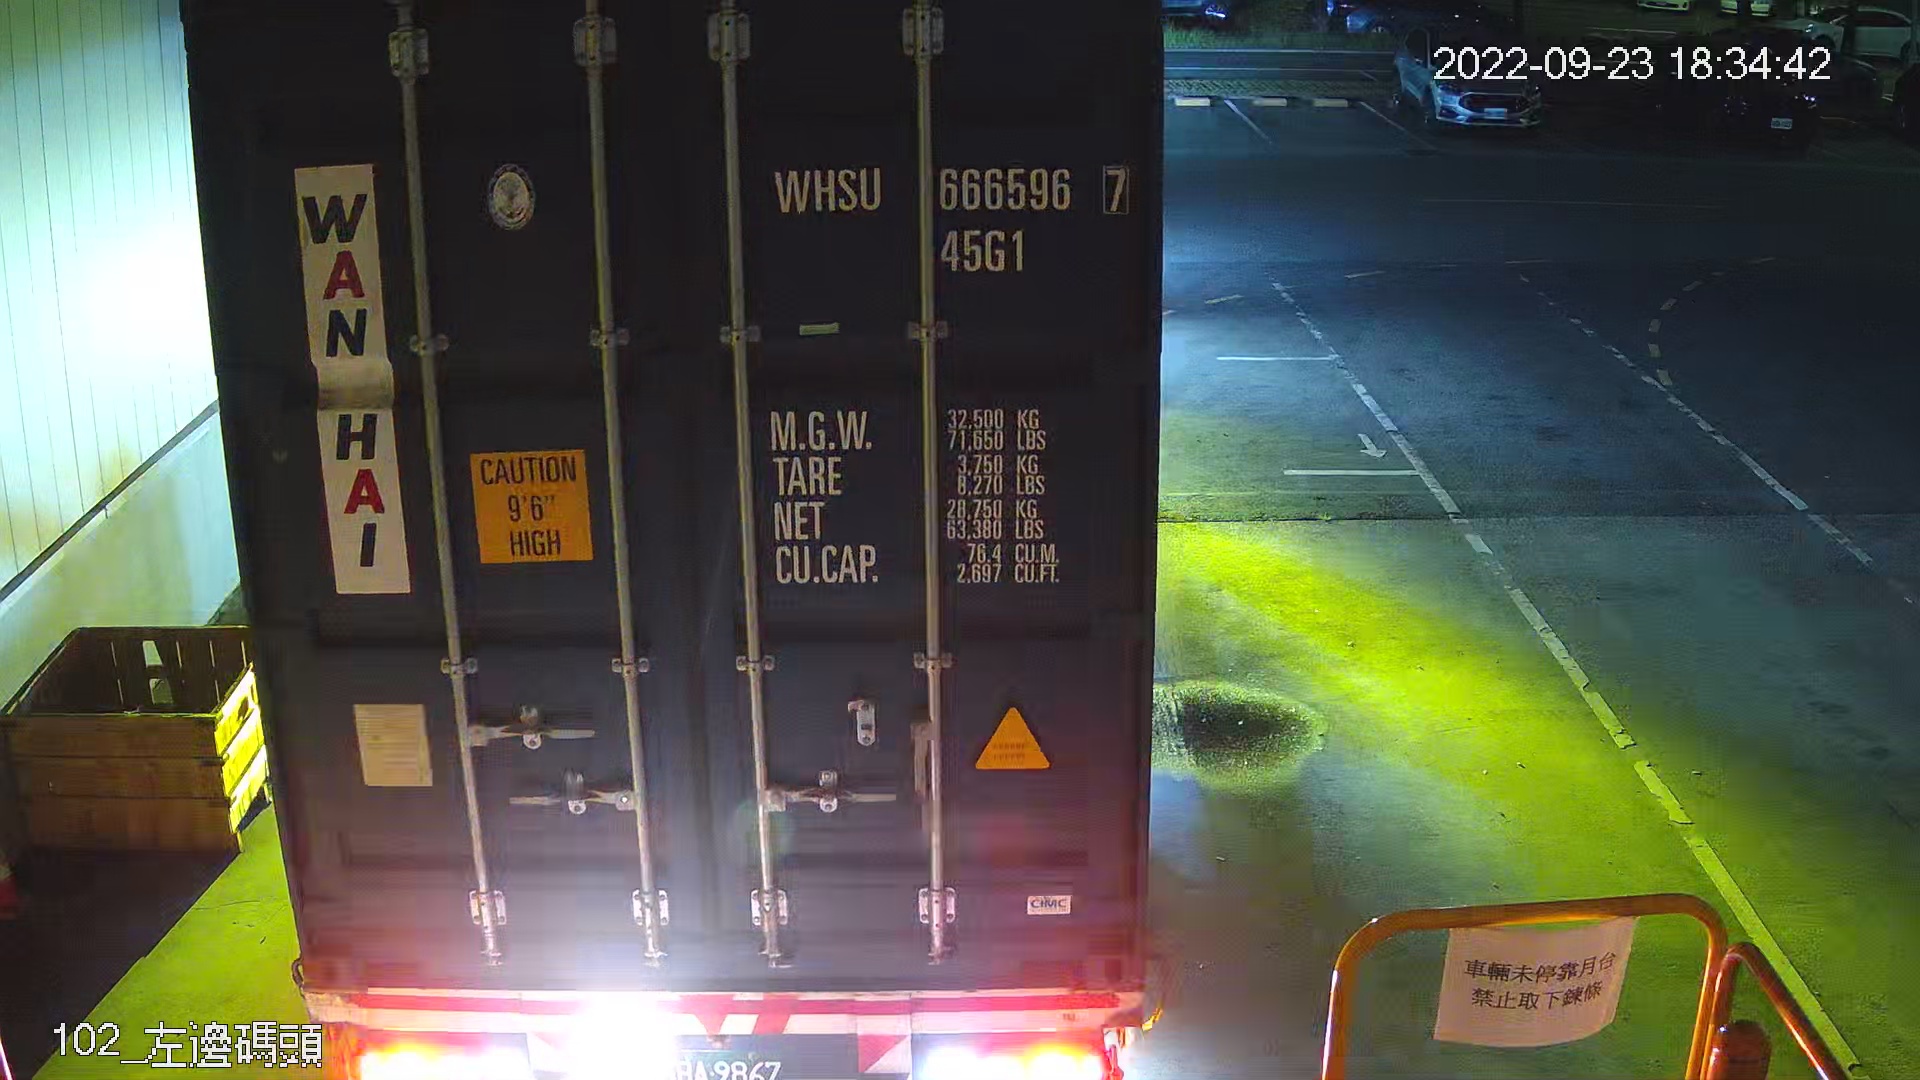 2022-09-23 18:34:42
WAN HAI
WHSU 666596 7
45G1
CAUTION
9'6"
HIGH
M.G.W. 32,500 KG
71,650 LBS
TARE 3,750 KG
8,270 LBS
NET 28,750 KG
63,380 LBS
CU.CAP. 76.4 CU.M.
2,697 CU.FT.
CIMC
車輛未停靠月台
禁止取下鍊條
102_左邊碼頭
A-9867